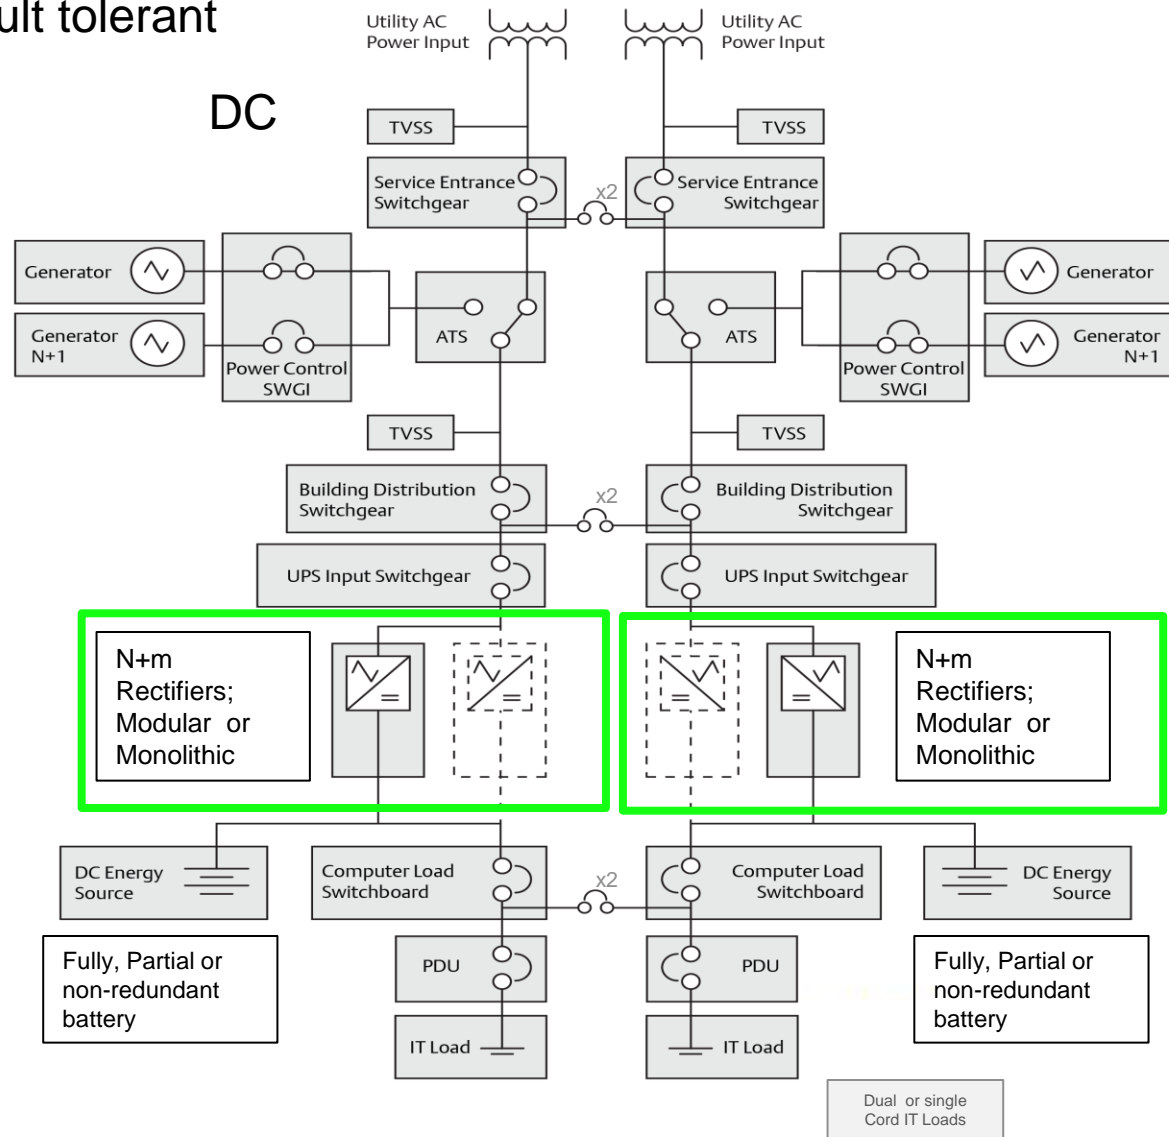 ult tolerant
DC
Utility AC
Power Input
Utility AC
Power Input
TVSS
TVSS
Service Entrance
Switchgear
x2
Service Entrance
Switchgear
Generator
Generator
N+1
Power Control
SWGI
ATS
ATS
Power Control
SWGI
Generator
Generator
N+1
TVSS
TVSS
Building Distribution
Switchgear
x2
Building Distribution
Switchgear
UPS Input Switchgear
UPS Input Switchgear
N+m
Rectifiers;
Modular or
Monolithic
N+m
Rectifiers;
Modular or
Monolithic
DC Energy
Source
Computer Load
Switchboard
x2
Computer Load
Switchboard
DC Energy
Source
Fully, Partial or
non-redundant
battery
PDU
PDU
Fully, Partial or
non-redundant
battery
IT Load
IT Load
Dual or single
Cord IT Loads